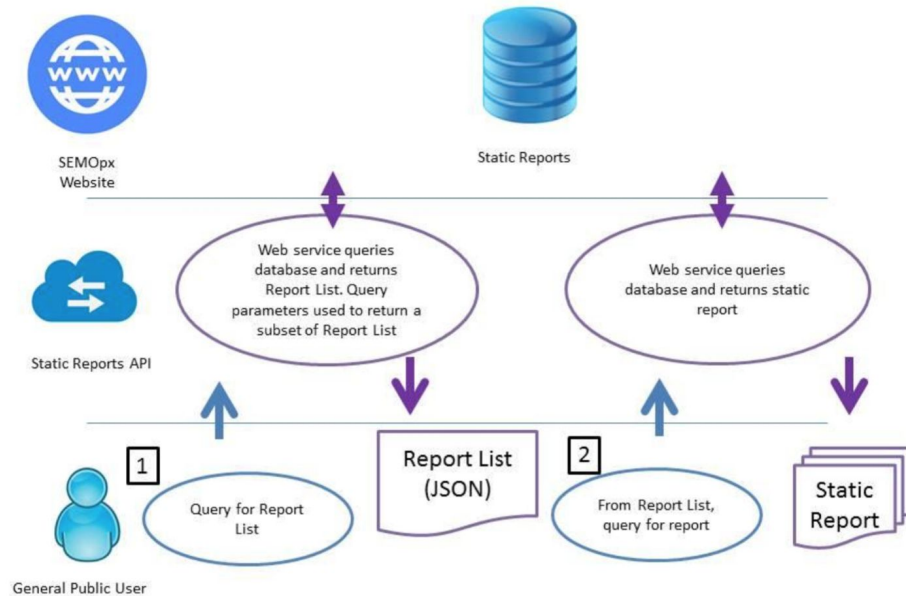 WWW
SEMOpx
Website
Static Reports
Web service queries
database and returns
Report List. Query
parameters used to return a
subset of Report List
Web service queries
database and returns static
report
Static Reports API
1
Query for Report
List
Report List
(JSON)
2
From Report List,
query for report
Static
Report
General Public User